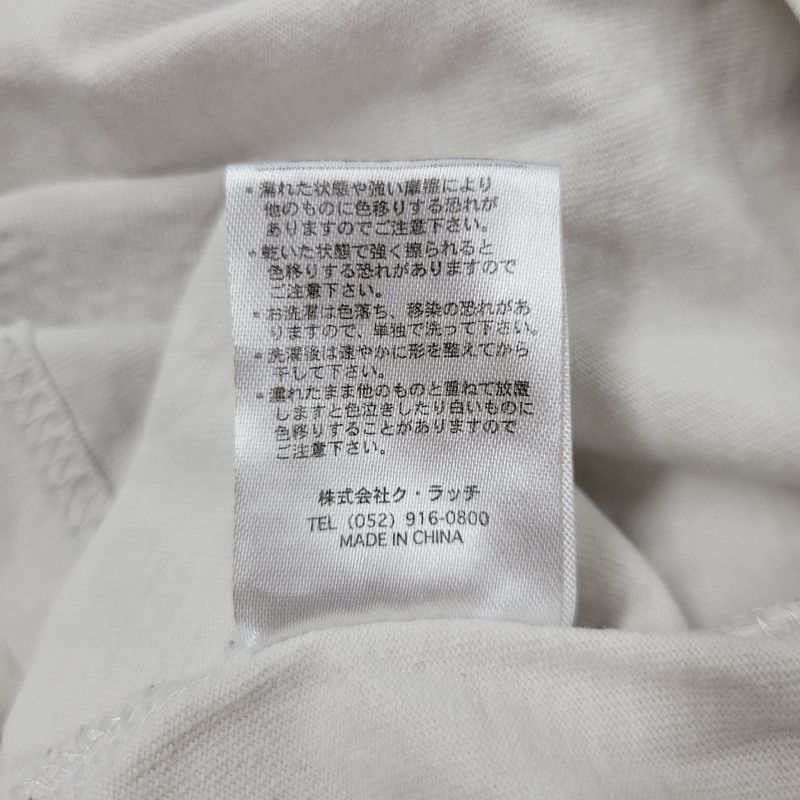 ・濡れた状態や強い摩擦により
他のものに色移りする恐れが
ありますのでご注意下さい。
・乾いた状態で強く擦られると
色移りする恐れがありますので
ご注意下さい。
・お洗濯は色落ち、移染の恐れがあ
りますので、単独で洗って下さい。
・洗濯後は速やかに形を整えてから
干して下さい。
・濡れたまま他のものと重ねて放置
しますと色泣きしたり白いものに
色移りすることがありますので
ご注意下さい。
株式会社ク・ラッチ
TEL (052) 916-0800
MADE IN CHINA